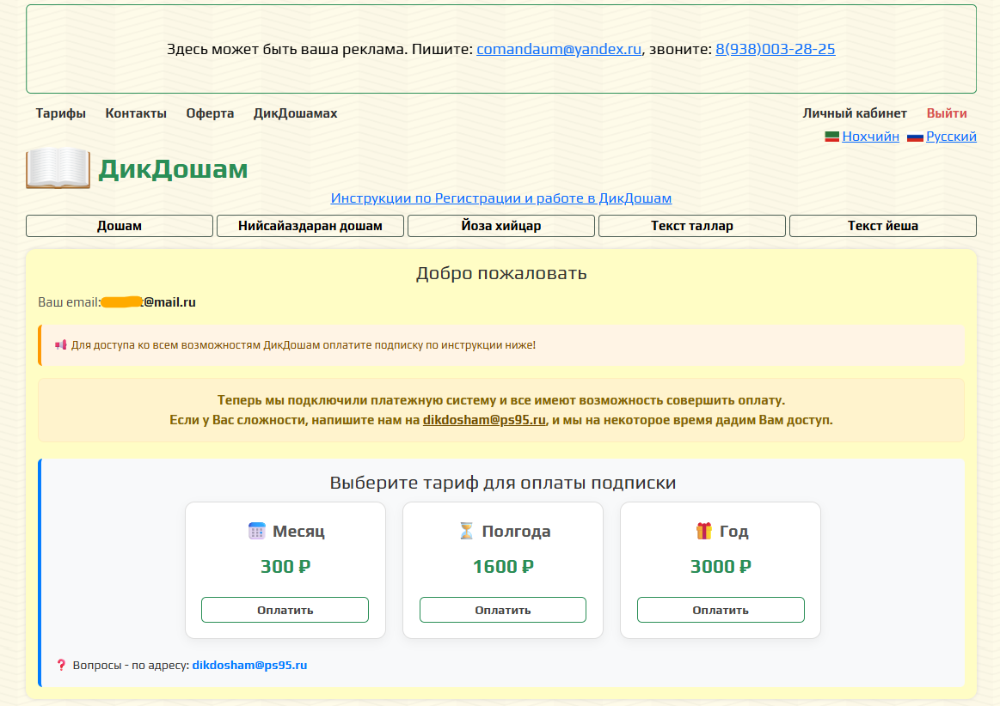 Здесь может быть ваша реклама. Пишите: comandaum@yandex.ru, звоните: 8(938)003-28-25
Тарифы Контакты Оферта ДикДошамах Личный кабинет Выйти
Нохчийн Русский
ДикДошам
Инструкции по Регистрации и работе в ДикДошам
Дошам Нийсайаздаран дошам Йоза хийцар Текст таллар Текст йеша
Добро пожаловать
Ваш email: @mail.ru
Для доступа ко всем возможностям ДикДошам оплатите подписку по инструкции ниже!
Теперь мы подключили платежную систему и все имеют возможность совершить оплату.
Если у Вас сложности, напишите нам на dikdosham@ps95.ru, и мы на некоторое время дадим Вам доступ.
Выберите тариф для оплаты подписки
Месяц Полгода Год
300 ₽ 1600 ₽ 3000 ₽
Оплатить Оплатить Оплатить
❓ Вопросы - по адресу: dikdosham@ps95.ru